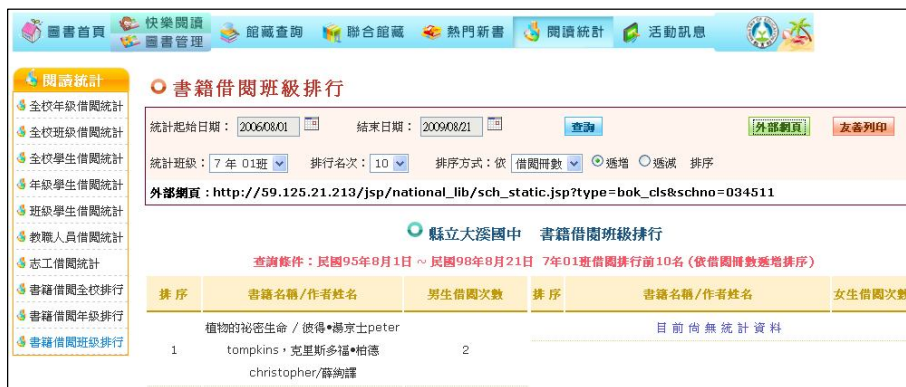 圖書首頁
快樂閱讀
圖書管理
館藏查詢
聯合館藏
熱門新書
閱讀統計
活動訊息
閱讀統計
全校年級借閱統計
全校班級借閱統計
全校學生借閱統計
年級學生借閱統計
班級學生借閱統計
教職人員借閱統計
志工借閱統計
書籍借閱全校排行
書籍借閱年級排行
書籍借閱班級排行
書籍借閱班級排行
統計起始日期： 2006/08/01 結束日期： 2009/08/21 查詢 外部網頁 友善列印
統計班級： 7 年 01班 排行名次： 10 排序方式：依 借閱冊數 遞增 遞減 排序
外部網頁：http://59.125.21.213/jsp/national_lib/sch_static.jsp?type=bok_cls&schno=034511
縣立大溪國中 書籍借閱班級排行
查詢條件：民國95年8月1日 ~ 民國98年8月21日 7年01班借閱排行前10名 (依借閱冊數遞增排序)
排 序 書籍名稱/作者姓名 男生借閱次數 排 序 書籍名稱/作者姓名 女生借閱次數
植物的祕密生命 / 彼得•湯京士peter
1 tompkins，克里斯多福•柏德 2
christopher/薛絢譯
目前尚無統計資料